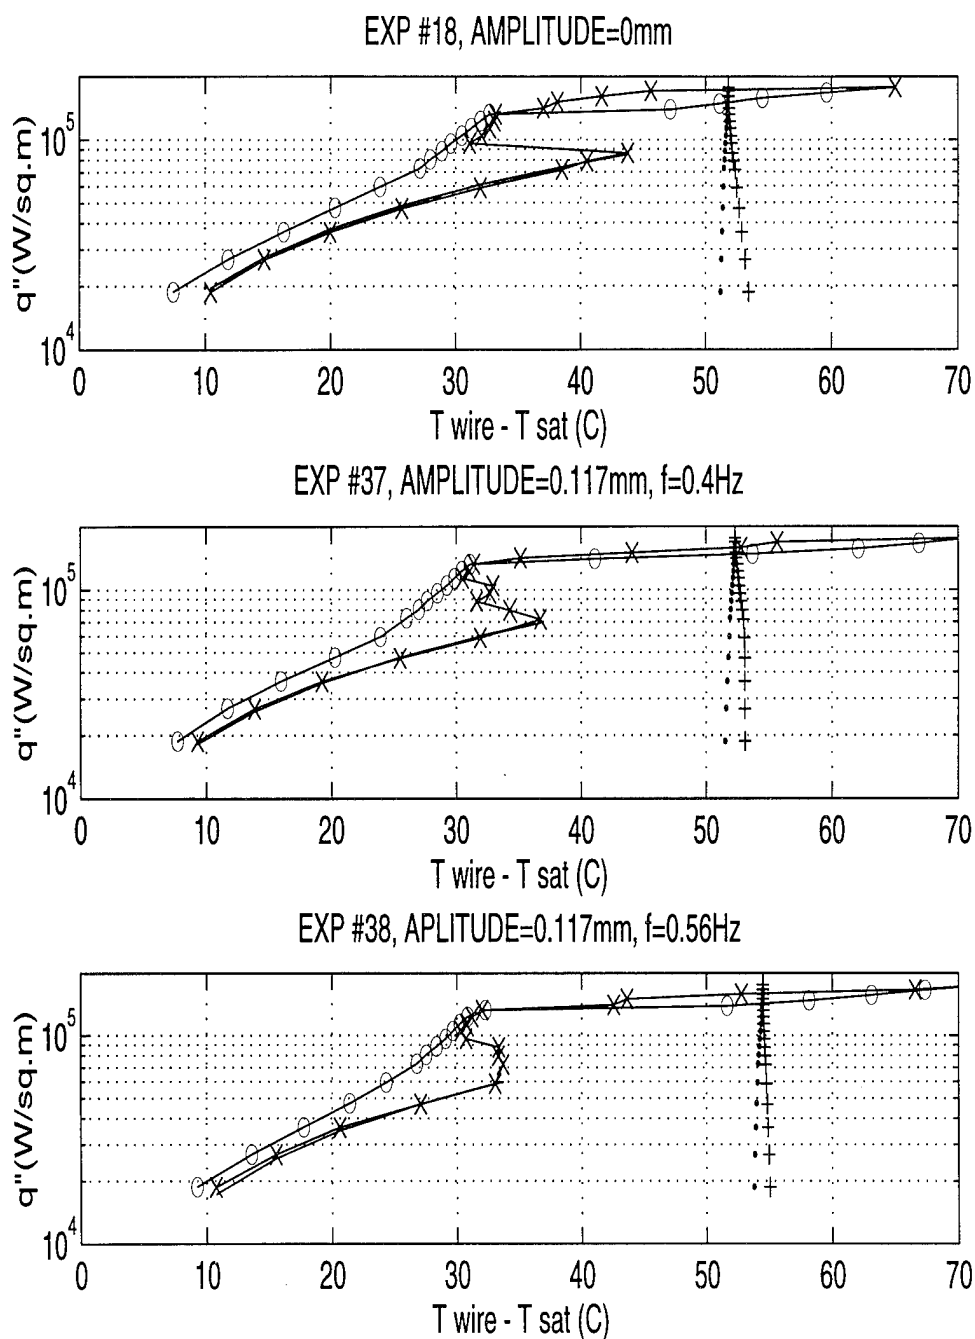 EXP #18, AMPLITUDE=0mm
q"(W/sq.m)
10^5
10^4
0 10 20 30 40 50 60 70
T wire - T sat (C)
EXP #37, AMPLITUDE=0.117mm, f=0.4Hz
q"(W/sq.m)
10^5
10^4
0 10 20 30 40 50 60 70
T wire - T sat (C)
EXP #38, APLITUDE=0.117mm, f=0.56Hz
q"(W/sq.m)
10^5
10^4
0 10 20 30 40 50 60 70
T wire - T sat (C)